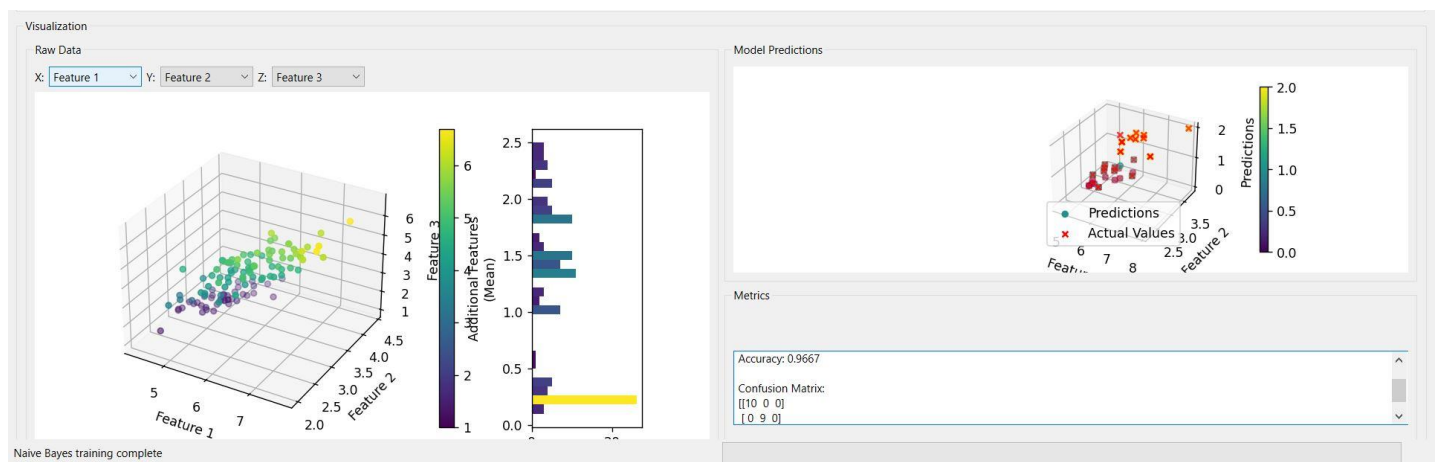 Visualization
Raw Data
X: Feature 1 Y: Feature 2 Z: Feature 3
6
5
4
3
2
1
Feature 3
4.5
4.0
3.5
3.0
2.5
2.0
Feature 2
5
6
7
Feature 1
6
5
4
3
2
1
Additional Features
(Mean)
2.5
2.0
1.5
1.0
0.5
0.0
Model Predictions
2
1
0
Predictions
Actual Values
3.5
3.0
2.5
Feature 2
5
6
7
8
2.0
1.5
1.0
0.5
0.0
Predictions
Metrics
Accuracy: 0.9667
Confusion Matrix:
[[10 0 0]
[ 0 9 0]
Naive Bayes training complete